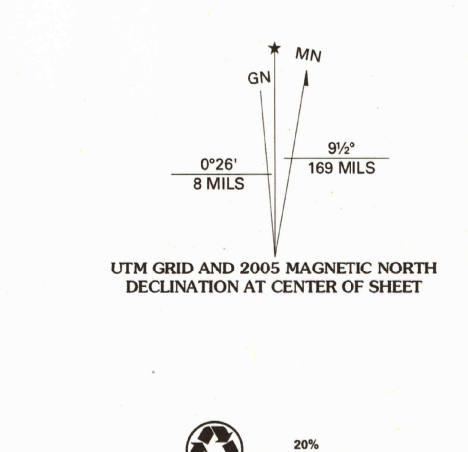 MN
GN
9½°
169 MILS
0°26'
8 MILS
UTM GRID AND 2005 MAGNETIC NORTH
DECLINATION AT CENTER OF SHEET
20%